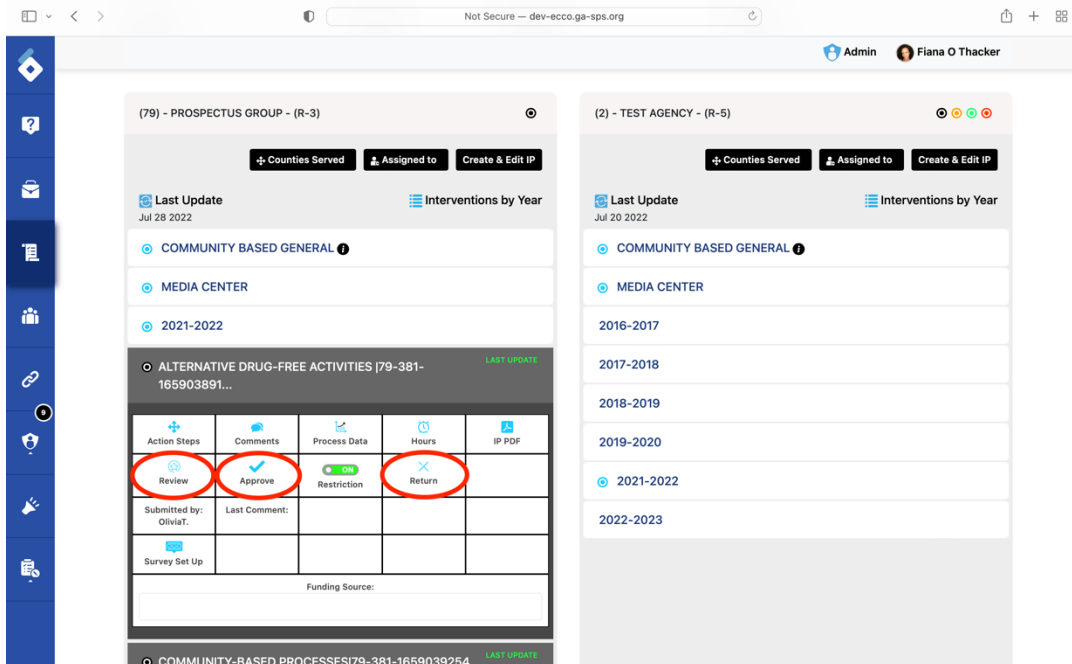 Not Secure — dev-ecco.ga-sps.org
Admin
Fiana O Thacker
(79) - PROSPECTUS GROUP - (R-3)
Counties Served
Assigned to
Create & Edit IP
Last Update
Interventions by Year
Jul 28 2022
COMMUNITY BASED GENERAL
MEDIA CENTER
2021-2022
ALTERNATIVE DRUG-FREE ACTIVITIES |79-381-
165903891...
LAST UPDATE
Action Steps
Comments
Process Data
Hours
IP PDF
Review
Approve
ON
Restriction
Return
Submitted by:
OliviaT.
Last Comment:
Survey Set Up
Funding Source:
COMMUNITY-BASED PROCESSES|79-381-1659039254
LAST UPDATE
(2) - TEST AGENCY - (R-5)
Counties Served
Assigned to
Create & Edit IP
Last Update
Interventions by Year
Jul 20 2022
COMMUNITY BASED GENERAL
MEDIA CENTER
2016-2017
2017-2018
2018-2019
2019-2020
2021-2022
2022-2023
9